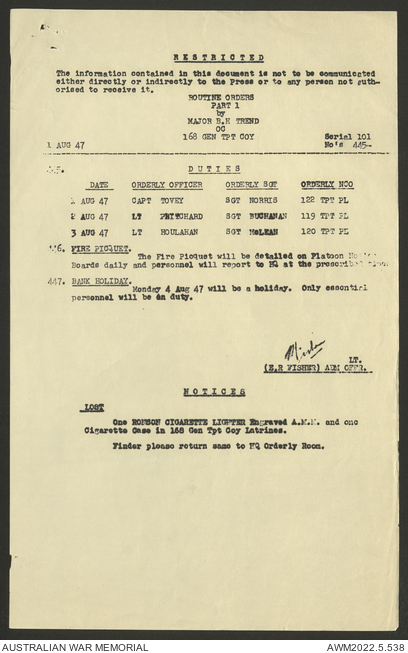 R E S T R I C T E D
The information contained in this document is not to be communicated
either directly or indirectly to the Press or to any person not auth-
orised to receive it.
ROUTINE ORDERS
PART 1
by
MAJOR B.H TREND
OC
168 GEN TPT COY
Serial 101
1 AUG 47
No's 445-
D U T I E S
DATE ORDERLY OFFICER ORDERLY SGT ORDERLY NCO
1 AUG 47 CAPT TOVEY SGT NORRIS 122 TPT PL
2 AUG 47 LT PRITCHARD SGT BUCHANAN 119 TPT PL
3 AUG 47 LT HOULAHAN SGT McLEAN 120 TPT PL
FIRE PICQUET.
The Fire Picquet will be detailed on Platoon
Boards daily and personnel will report to HQ at the
447. BANK HOLIDAY.
Monday 4 Aug 47 will be a holiday. Only essential
personnel will be on duty.
LT.
(E.R FISHER) ADM OFFR.
N O T I C E S
LOST
One RONSON CIGARETTE LIGHTER Engraved A.M.M. and one
Cigarette Case in 168 Gen Tpt Coy Latrines.
Finder please return same to HQ Orderly Room.
AUSTRALIAN WAR MEMORIAL
AWM2022.5.538